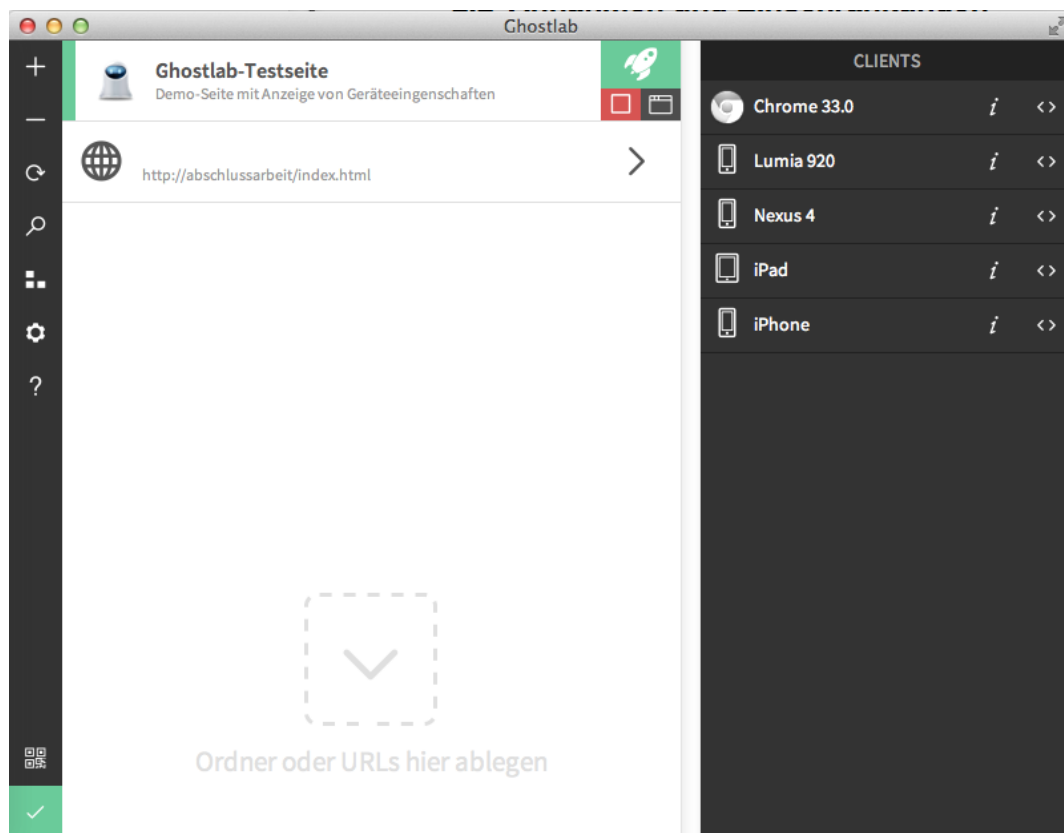 Ghostlab
Ghostlab-Testseite
Demo-Seite mit Anzeige von Geräteeingenschaften
http://abschlussarbeit/index.html
Ordner oder URLs hier ablegen
CLIENTS
Chrome 33.0
Lumia 920
Nexus 4
iPad
iPhone